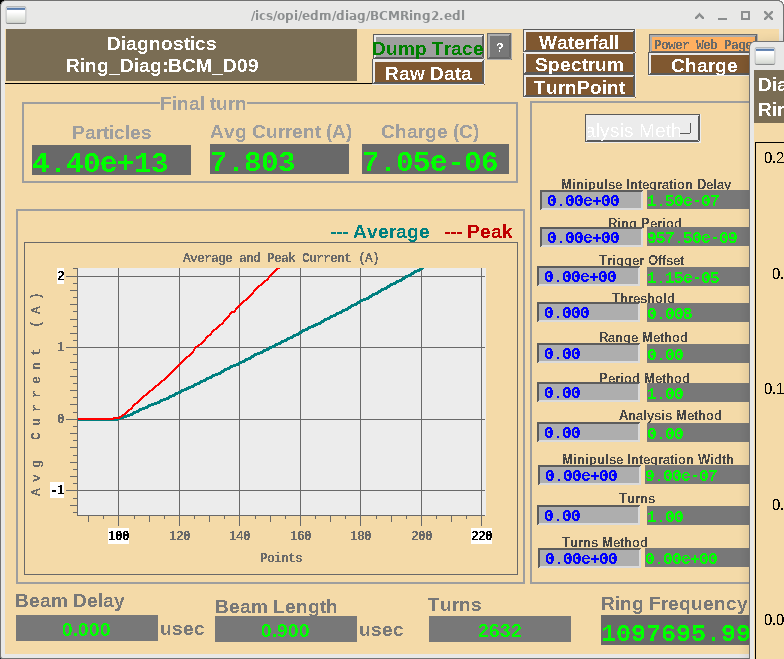 /ics/opi/edm/diag/BCMRing2.edl
Diagnostics
Ring_Diag:BCM_D09
Dump Trace
?
Raw Data
Waterfall
Spectrum
TurnPoint
Power Web Page
Charge
Final turn
Particles
Avg Current (A)
Charge (C)
4.40e+13
7.803
7.05e-06
--- Average
--- Peak
Average and Peak Current (A)
Avg Current (A)
2
1
0
-1
100
120
140
160
180
200
220
Points
alysis Meth
Minipulse Integration Delay
0.00e+00
1.50e-07
Ring Period
0.00e+00
957.50e-09
Trigger Offset
0.00e+00
1.15e-05
Threshold
0.000
0.005
Range Method
0.00
0.00
Period Method
0.00
1.00
Analysis Method
0.00
0.00
Minipulse Integration Width
0.00e+00
9.00e-07
Turns
0.00
1.00
Turns Method
0.00e+00
0.00e+00
Beam Delay
0.000 usec
Beam Length
0.900 usec
Turns
2632
Ring Frequency
1097695.99
Dia
Rin
0.2
0.
0.1
0.
0.0